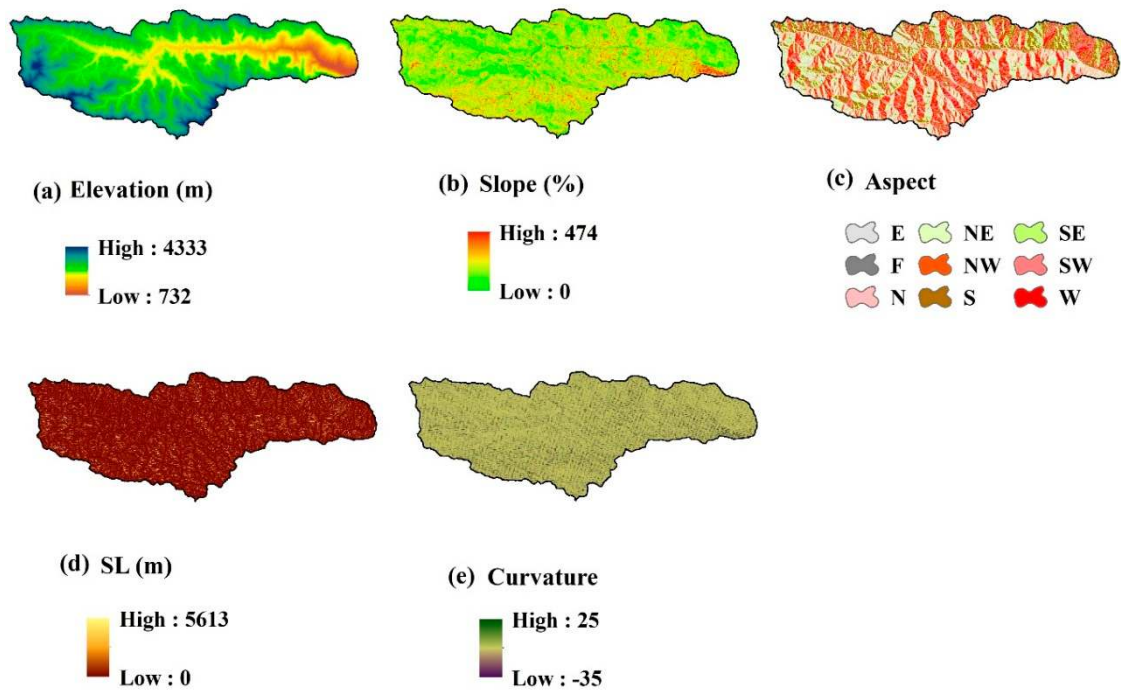 (a) Elevation (m)
High : 4333
Low : 732
(b) Slope (%)
High : 474
Low : 0
(c) Aspect
E NE SE
F NW SW
N S W
(d) SL (m)
High : 5613
Low : 0
(e) Curvature
High : 25
Low : -35